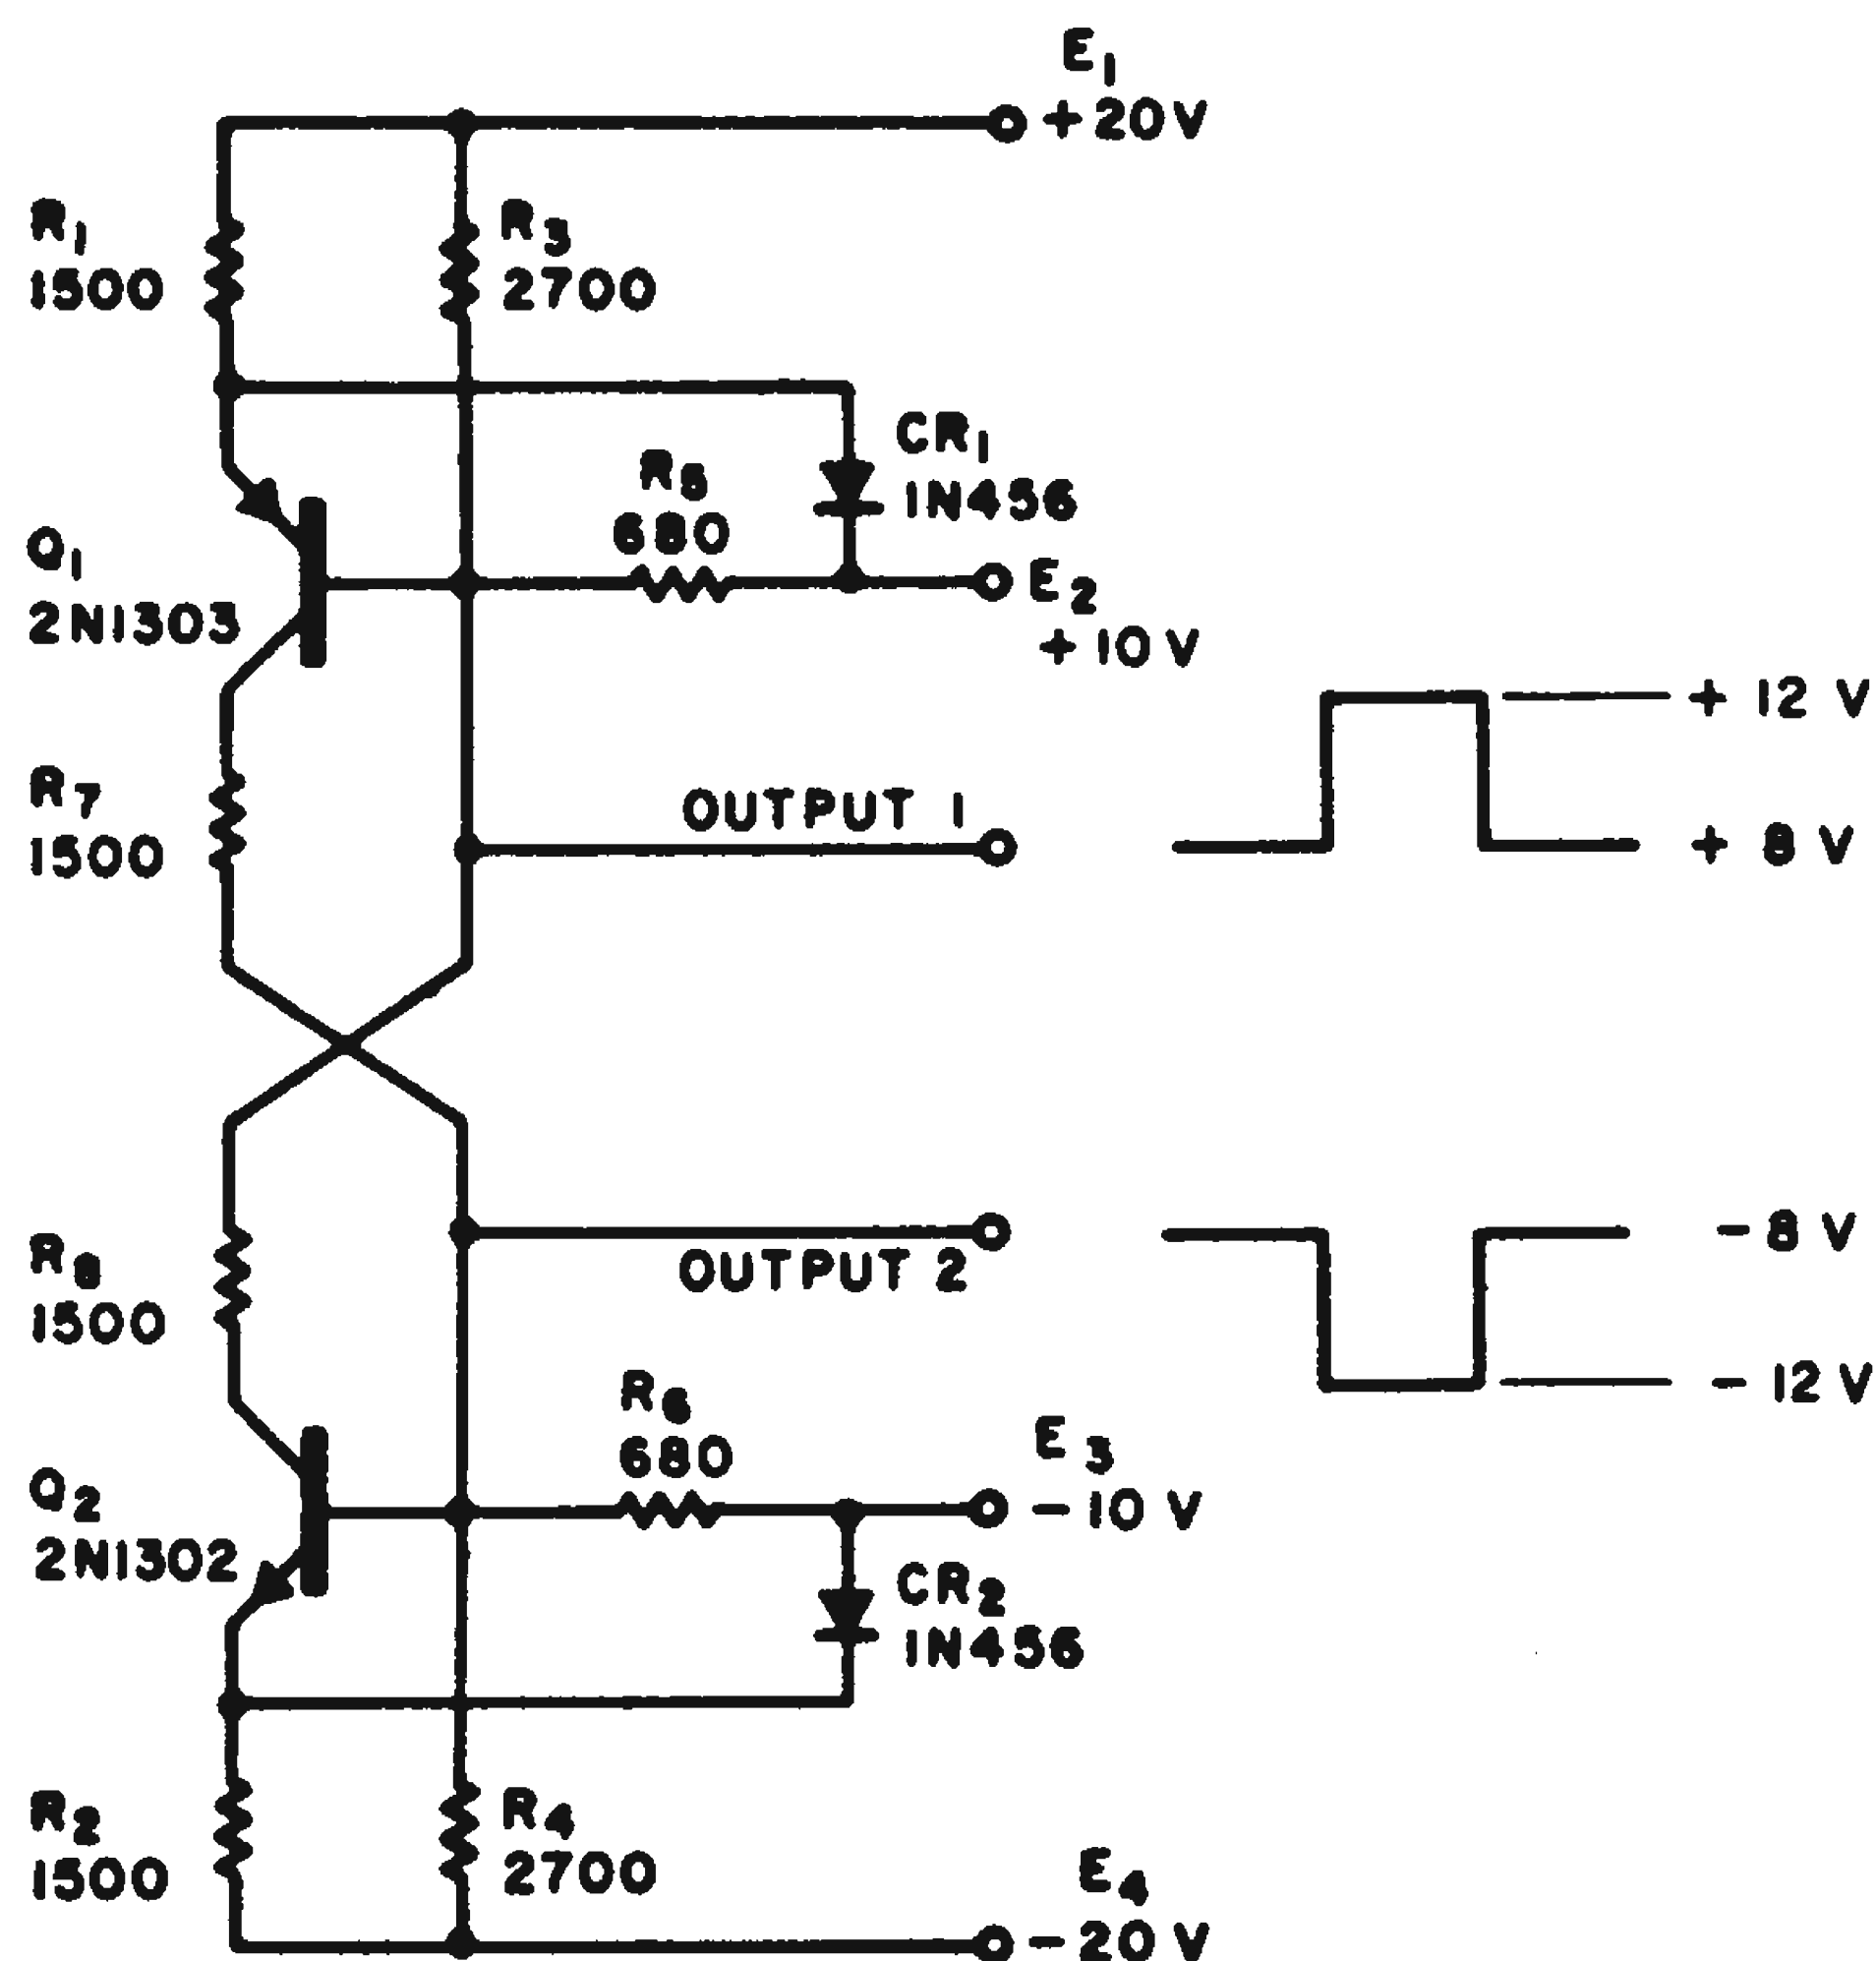 E1
+20V
R1
1500
R3
2700
CR1
1N456
R5
680
Q1
2N1303
E2
+10V
+ 12 V
R7
1500
OUTPUT 1
+ 8 V
R8
1500
OUTPUT 2
- 8 V
- 12 V
R6
680
E3
-10 V
Q2
2N1302
CR2
1N456
R2
1500
R4
2700
E4
-20 V